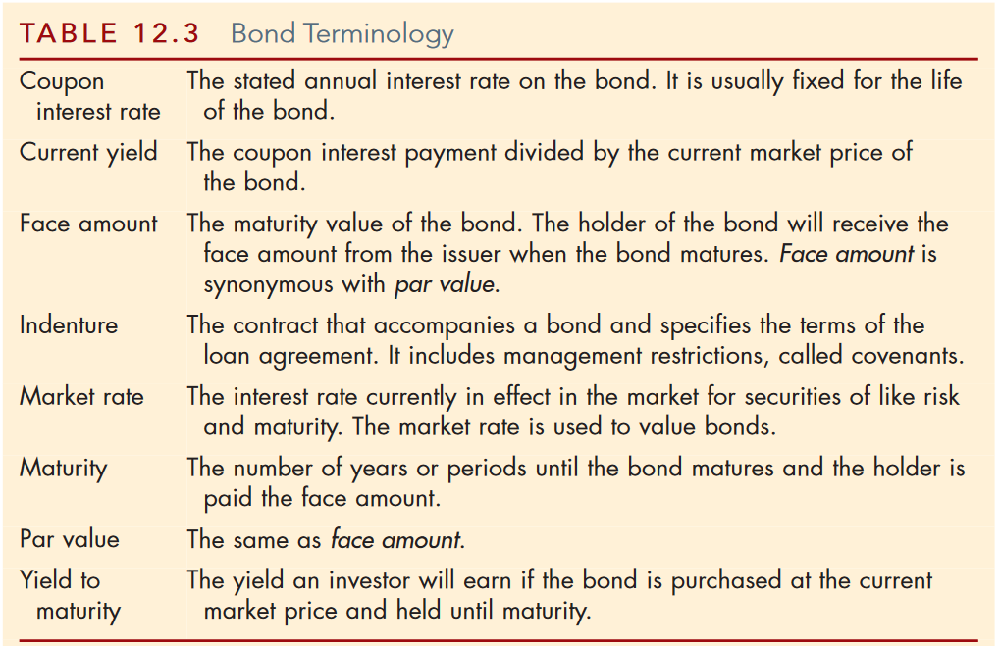 TABLE 12.3 Bond Terminology
Coupon The stated annual interest rate on the bond. It is usually fixed for the life
interest rate of the bond.
Current yield The coupon interest payment divided by the current market price of
the bond.
Face amount The maturity value of the bond. The holder of the bond will receive the
face amount from the issuer when the bond matures. Face amount is
synonymous with par value.
Indenture The contract that accompanies a bond and specifies the terms of the
loan agreement. It includes management restrictions, called covenants.
Market rate The interest rate currently in effect in the market for securities of like risk
and maturity. The market rate is used to value bonds.
Maturity The number of years or periods until the bond matures and the holder is
paid the face amount.
Par value The same as face amount.
Yield to The yield an investor will earn if the bond is purchased at the current
maturity market price and held until maturity.